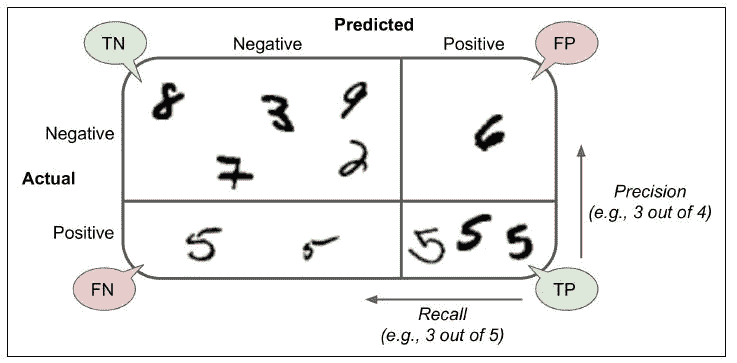 Predicted
TN
Negative
Positive
FP
8 3 9
Negative
6
7 2
Actual
Precision
(e.g., 3 out of 4)
Positive
5 5 5 5 5
FN
TP
Recall
(e.g., 3 out of 5)